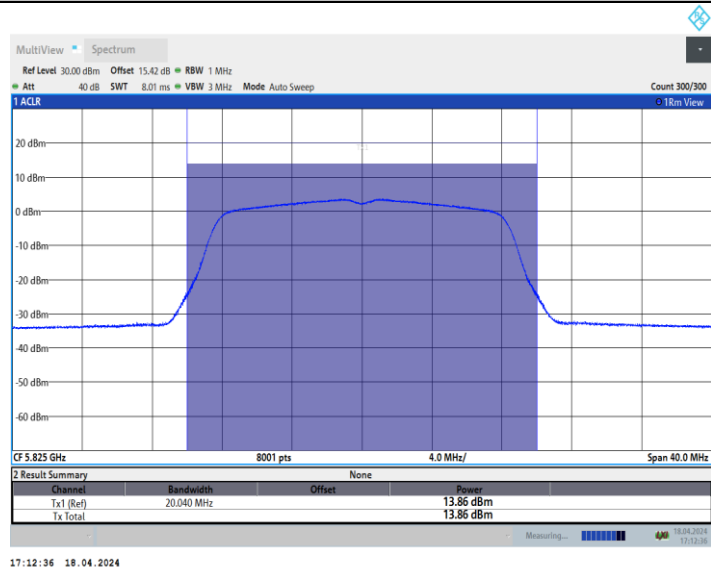 MultiView Spectrum
Ref Level 30.00 dBm Offset 15.42 dB RBW 1 MHz
Att 40 dB SWT 8.01 ms VBW 3 MHz Mode Auto Sweep Count 300/300
1 ACLR 1Rm View
20 dBm
10 dBm
0 dBm
-10 dBm
-20 dBm
-30 dBm
-40 dBm
-50 dBm
-60 dBm
CF 5.825 GHz 8001 pts 4.0 MHz/ Span 40.0 MHz
2 Result Summary None
Channel Bandwidth Offset Power
Tx1 (Ref) 20.040 MHz 13.86 dBm
Tx Total 13.86 dBm
Measuring... 18.04.2024
17:12:36
17:12:36 18.04.2024